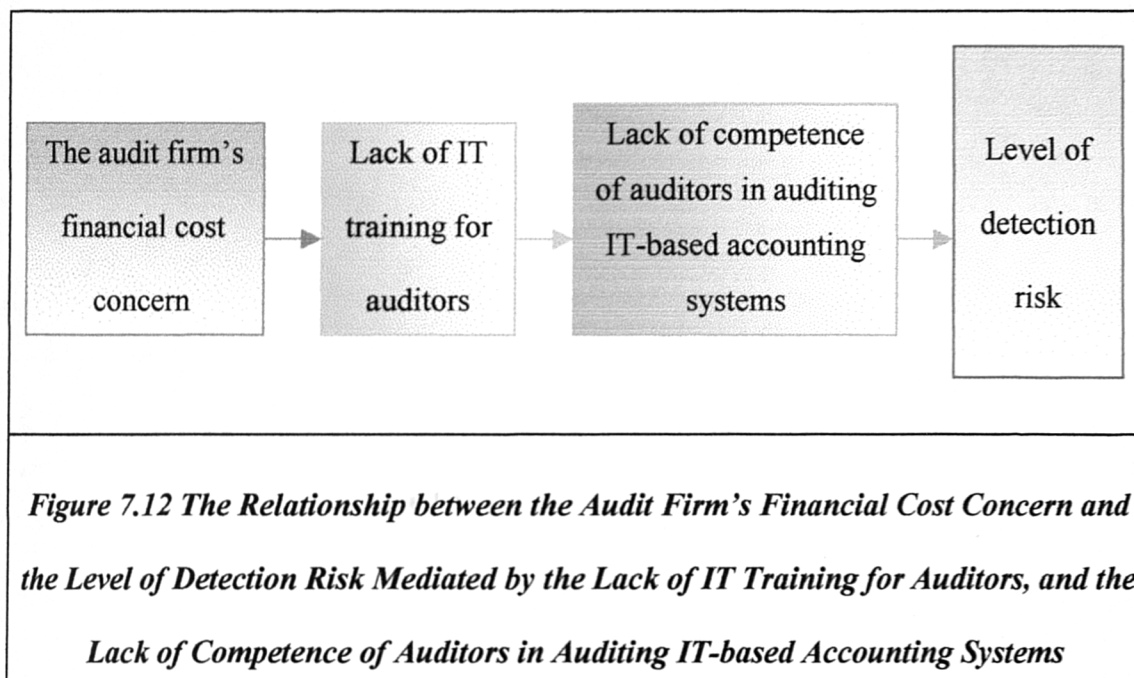 The audit firm's
financial cost
concern
Lack of IT
training for
auditors
Lack of competence
of auditors in auditing
IT-based accounting
systems
Level of
detection
risk
Figure 7.12 The Relationship between the Audit Firm's Financial Cost Concern and
the Level of Detection Risk Mediated by the Lack of IT Training for Auditors, and the
Lack of Competence of Auditors in Auditing IT-based Accounting Systems